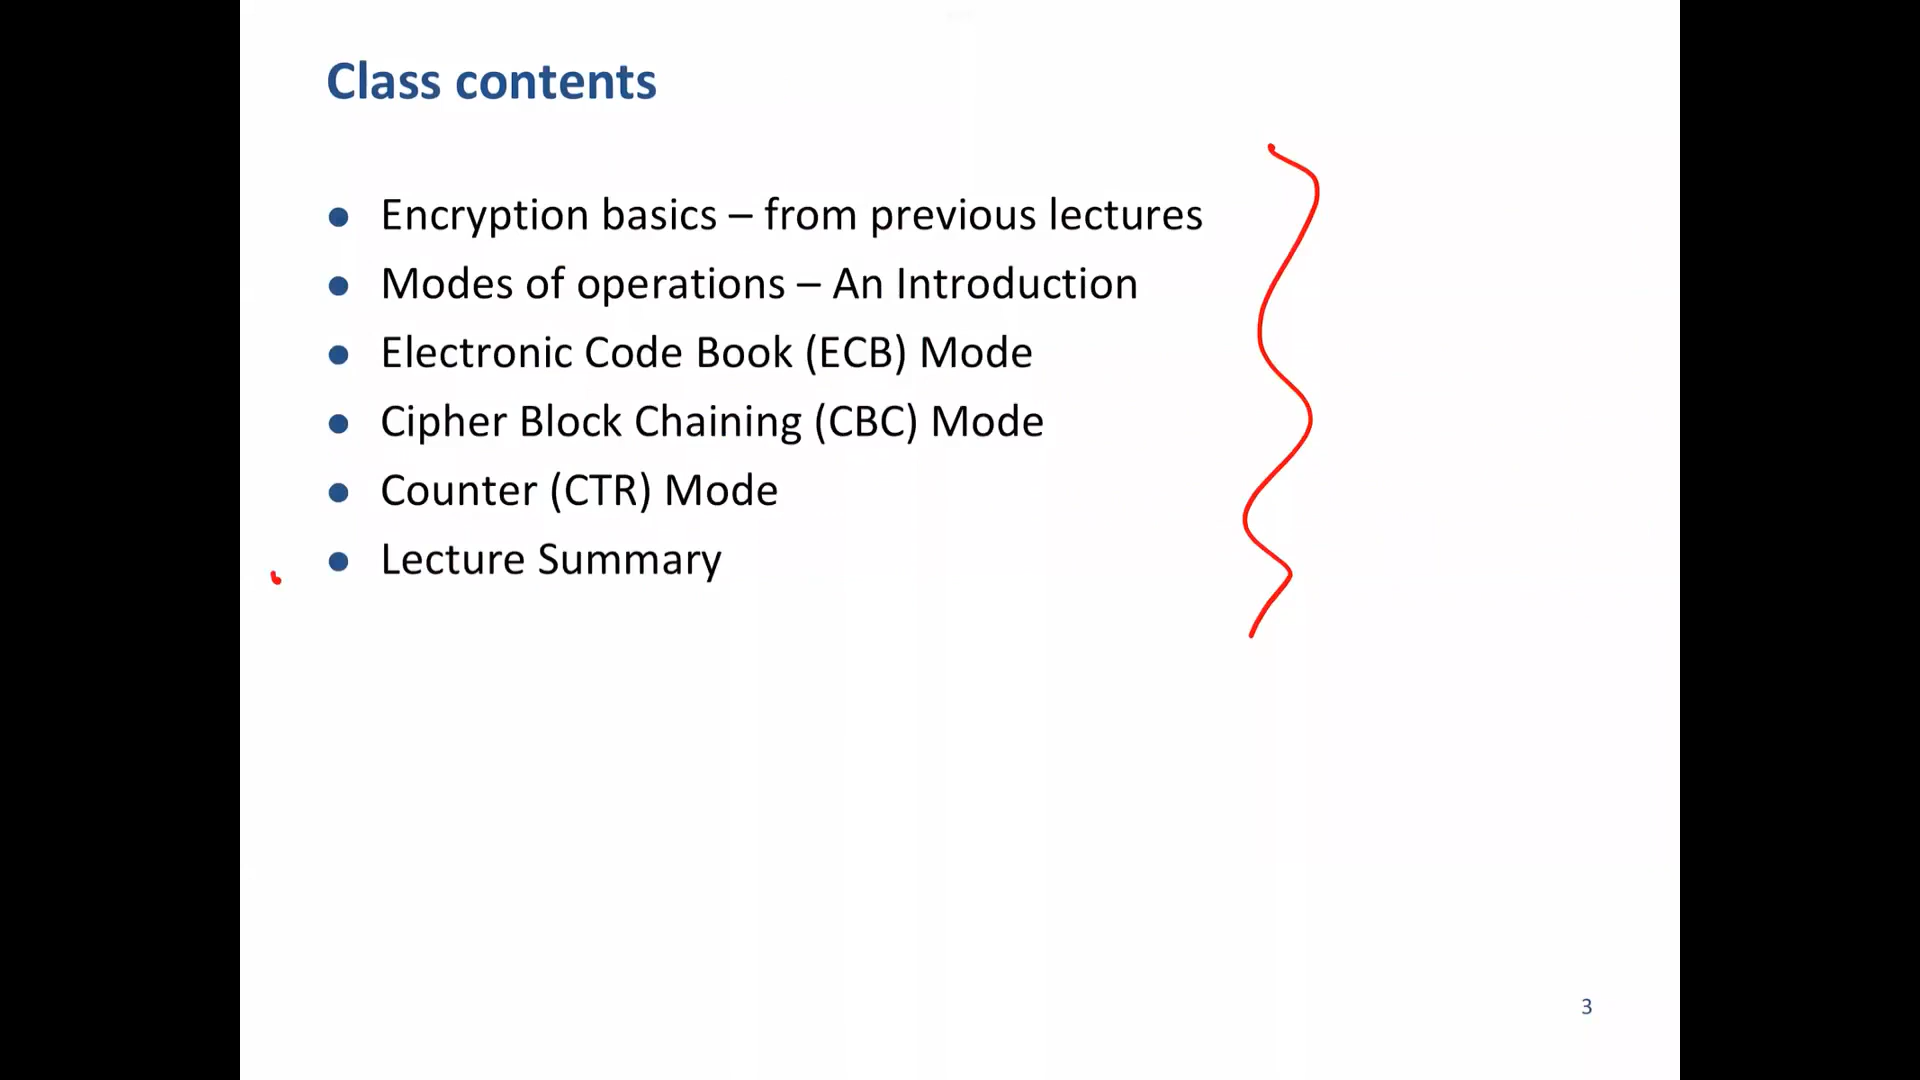 Class contents
● Encryption basics – from previous lectures
● Modes of operations – An Introduction
● Electronic Code Book (ECB) Mode
● Cipher Block Chaining (CBC) Mode
● Counter (CTR) Mode
● Lecture Summary
3